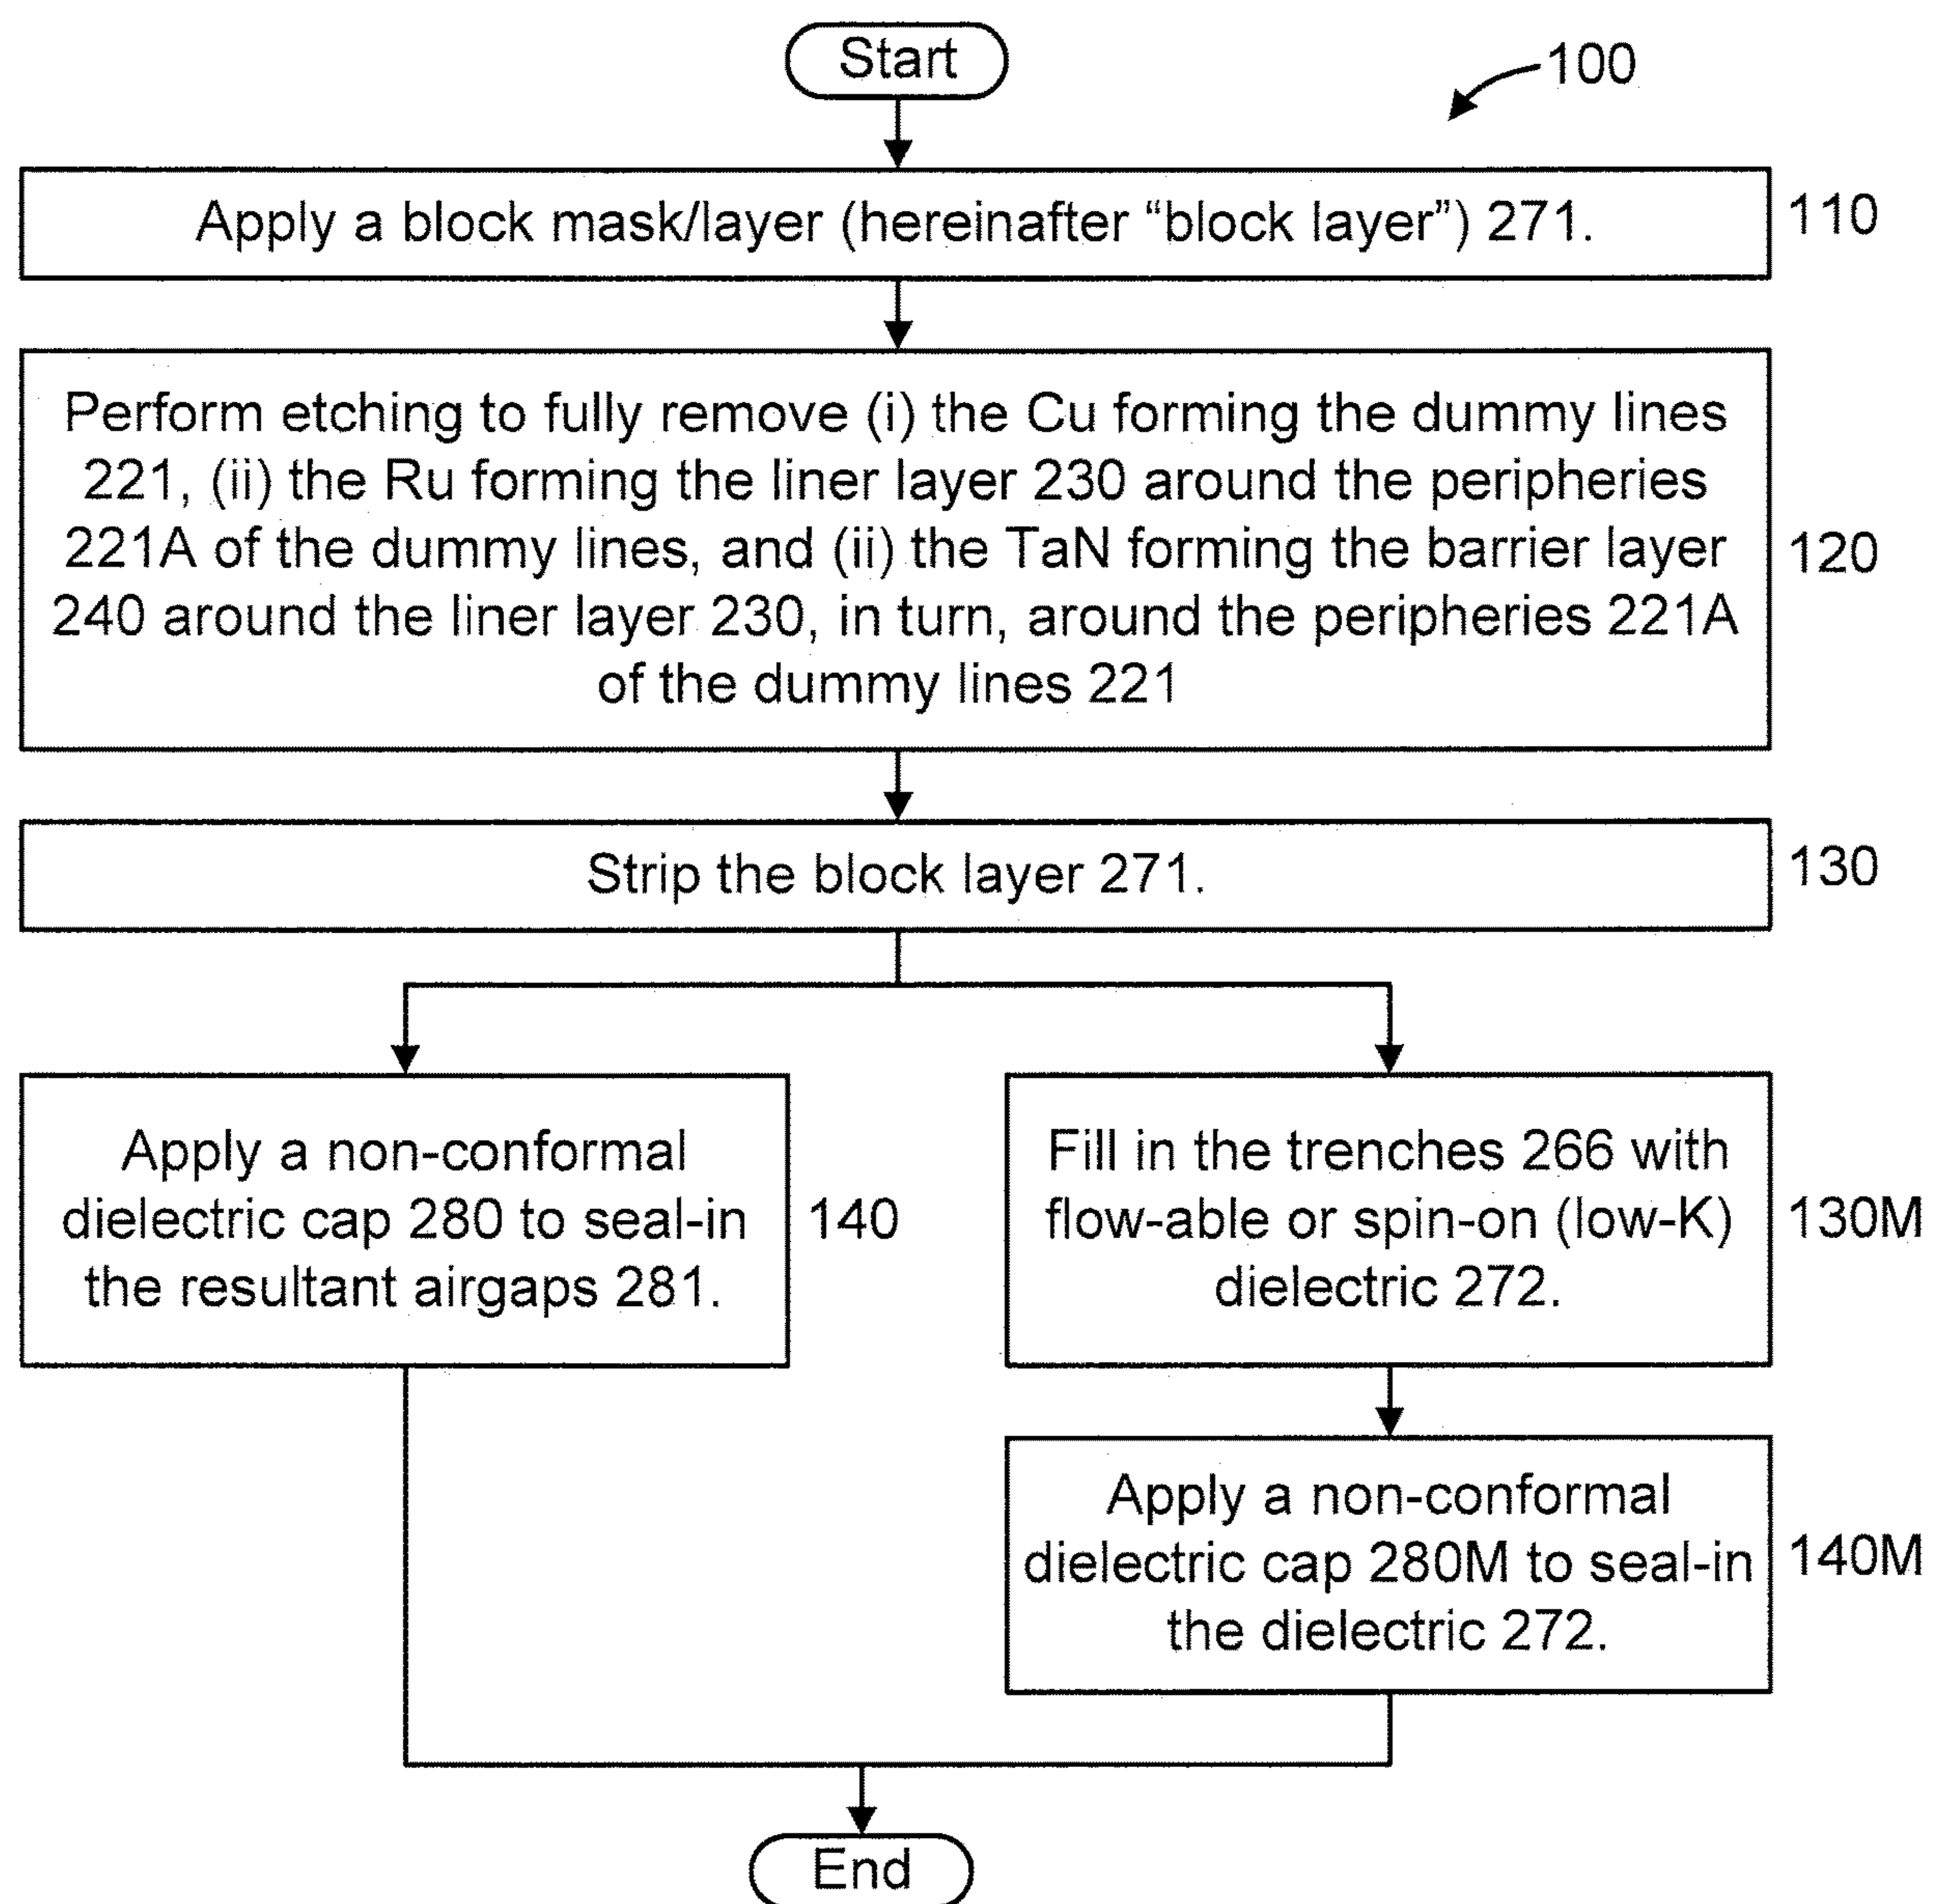 Start
100
Apply a block mask/layer (hereinafter “block layer”) 271.
110
Perform etching to fully remove (i) the Cu forming the dummy lines
221, (ii) the Ru forming the liner layer 230 around the peripheries
221A of the dummy lines, and (ii) the TaN forming the barrier layer
240 around the liner layer 230, in turn, around the peripheries 221A
of the dummy lines 221
120
Strip the block layer 271.
130
Apply a non-conformal
dielectric cap 280 to seal-in
the resultant airgaps 281.
140
Fill in the trenches 266 with
flow-able or spin-on (low-K)
dielectric 272.
130M
Apply a non-conformal
dielectric cap 280M to seal-in
the dielectric 272.
140M
End